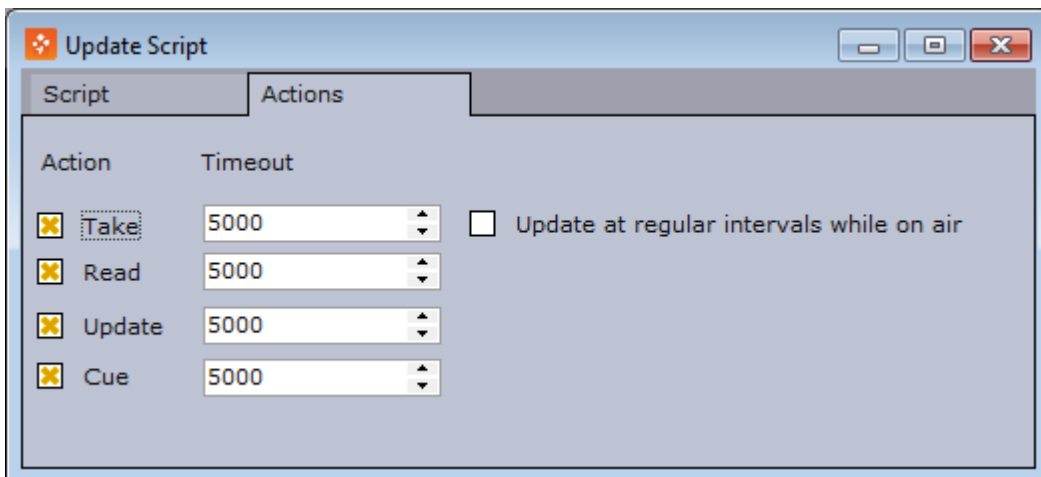 Update Script
Script Actions
Action Timeout
Take 5000 Update at regular intervals while on air
Read 5000
Update 5000
Cue 5000